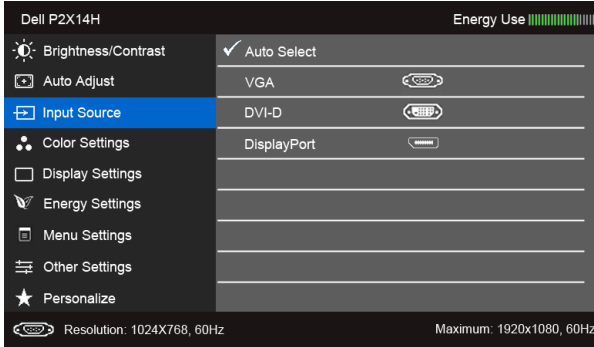 Dell P2X14H
Energy Use
Brightness/Contrast
Auto Select
Auto Adjust
VGA
Input Source
DVI-D
Color Settings
DisplayPort
Display Settings
Energy Settings
Menu Settings
Other Settings
Personalize
Resolution: 1024X768, 60Hz
Maximum: 1920x1080, 60Hz